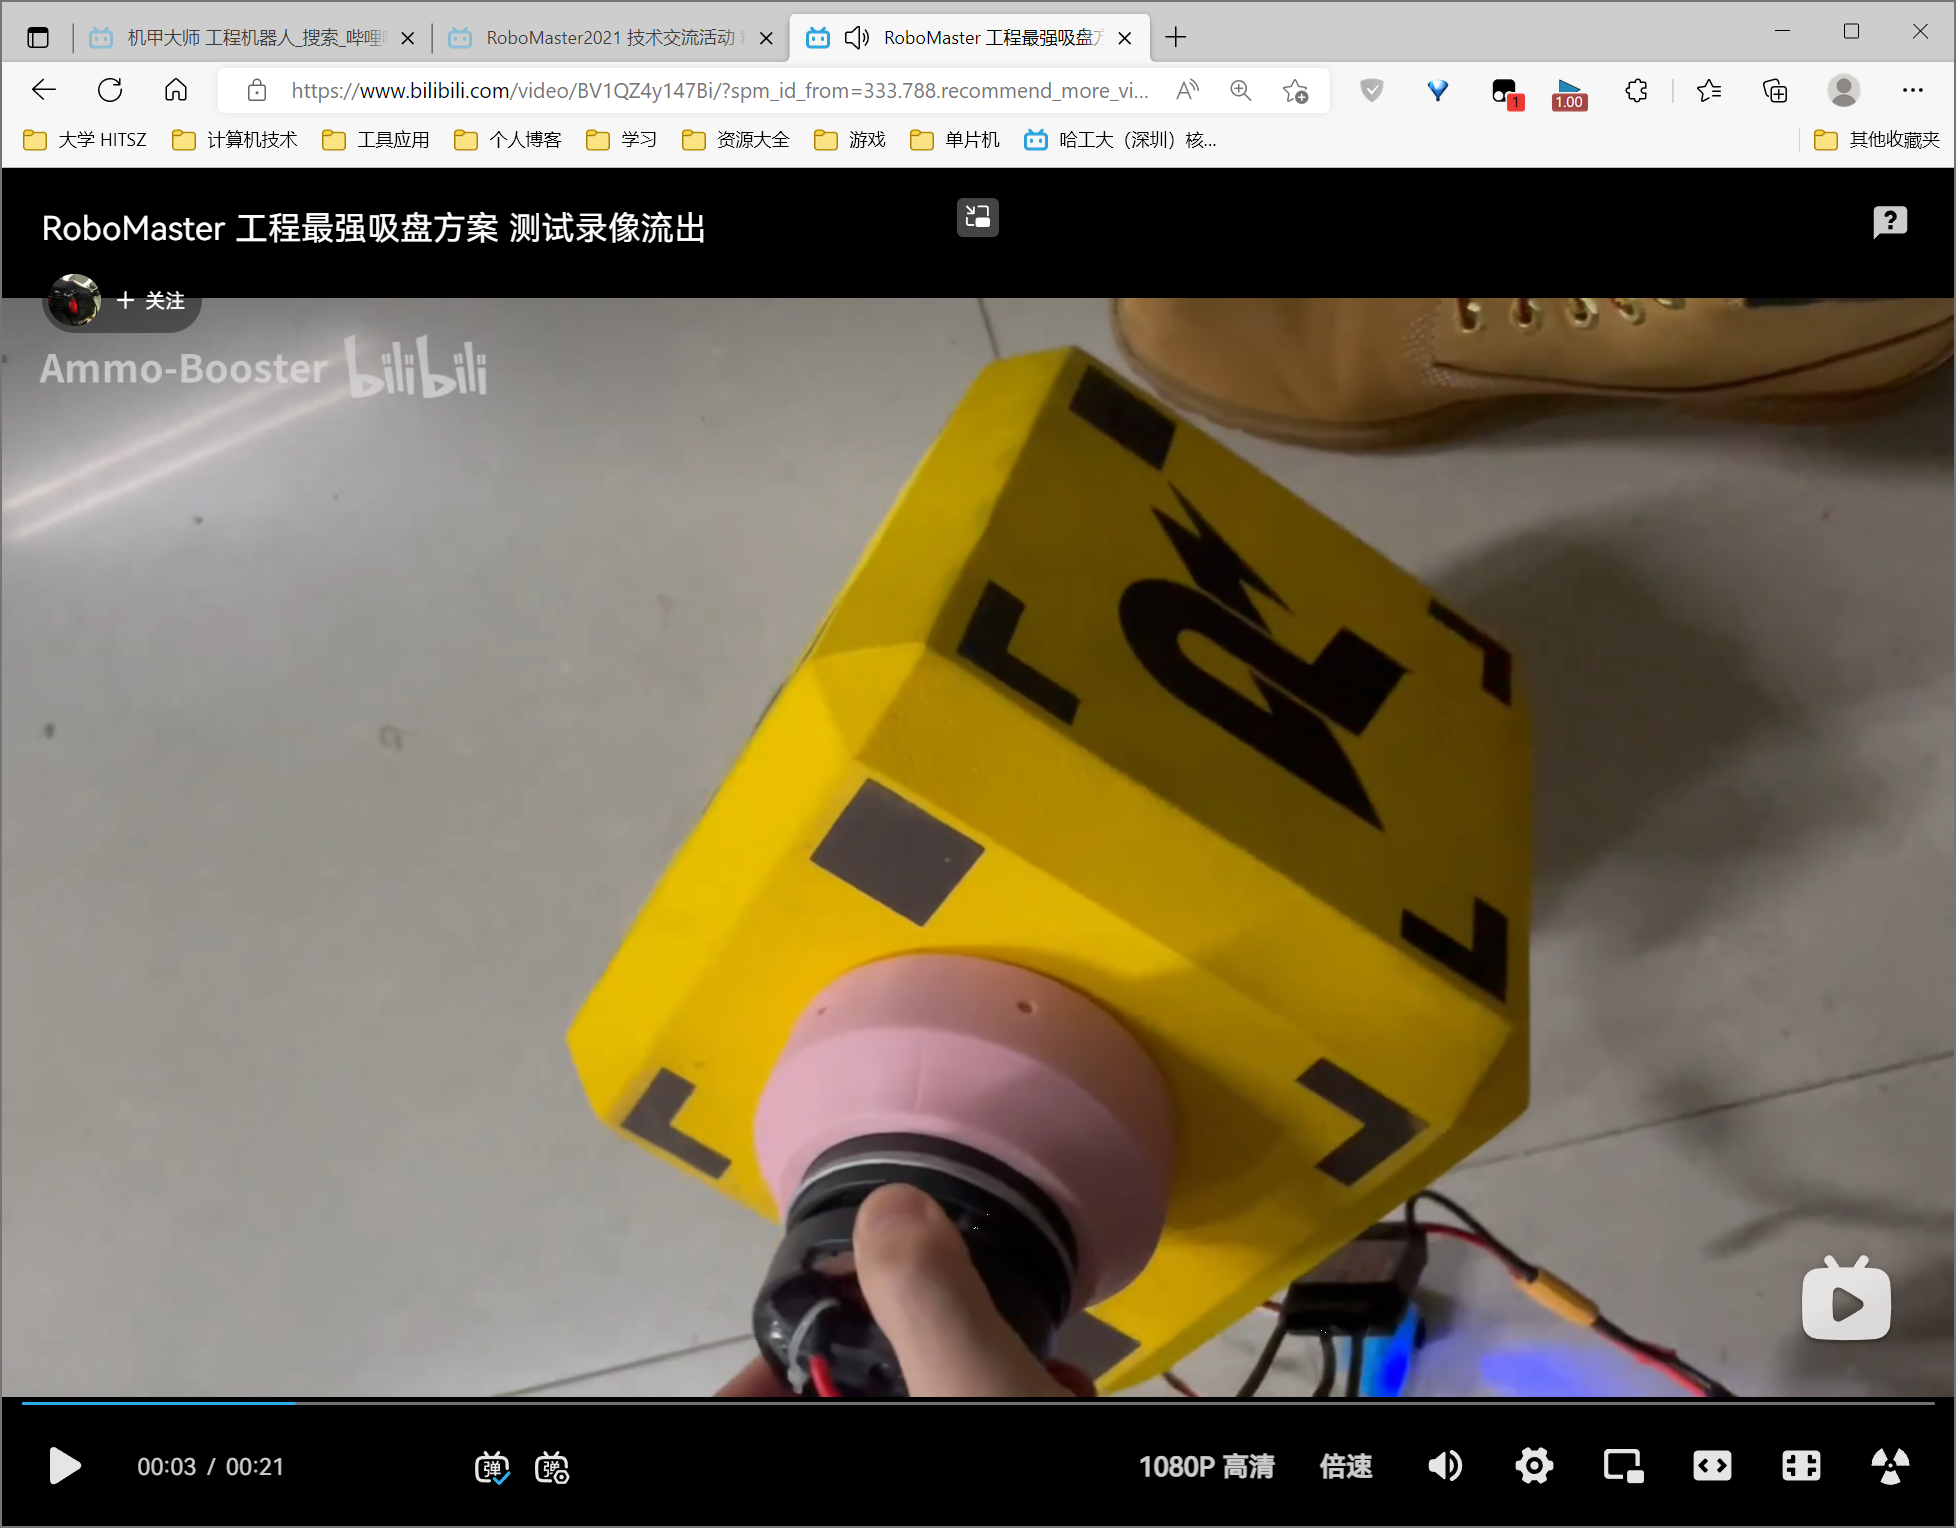 机甲大师 工程机器人_搜索_哔哩
RoboMaster2021 技术交流活动
RoboMaster 工程最强吸盘方
https://www.bilibili.com/video/BV1QZ4y147Bi/?spm_id_from=333.788.recommend_more_vi...
1
1.00
大学 HITSZ
计算机技术
工具应用
个人博客
学习
资源大全
游戏
单片机
哈工大（深圳）核...
其他收藏夹
RoboMaster 工程最强吸盘方案 测试录像流出
+ 关注
Ammo-Booster bilibili
00:03 / 00:21
弹
弹
1080P 高清
倍速